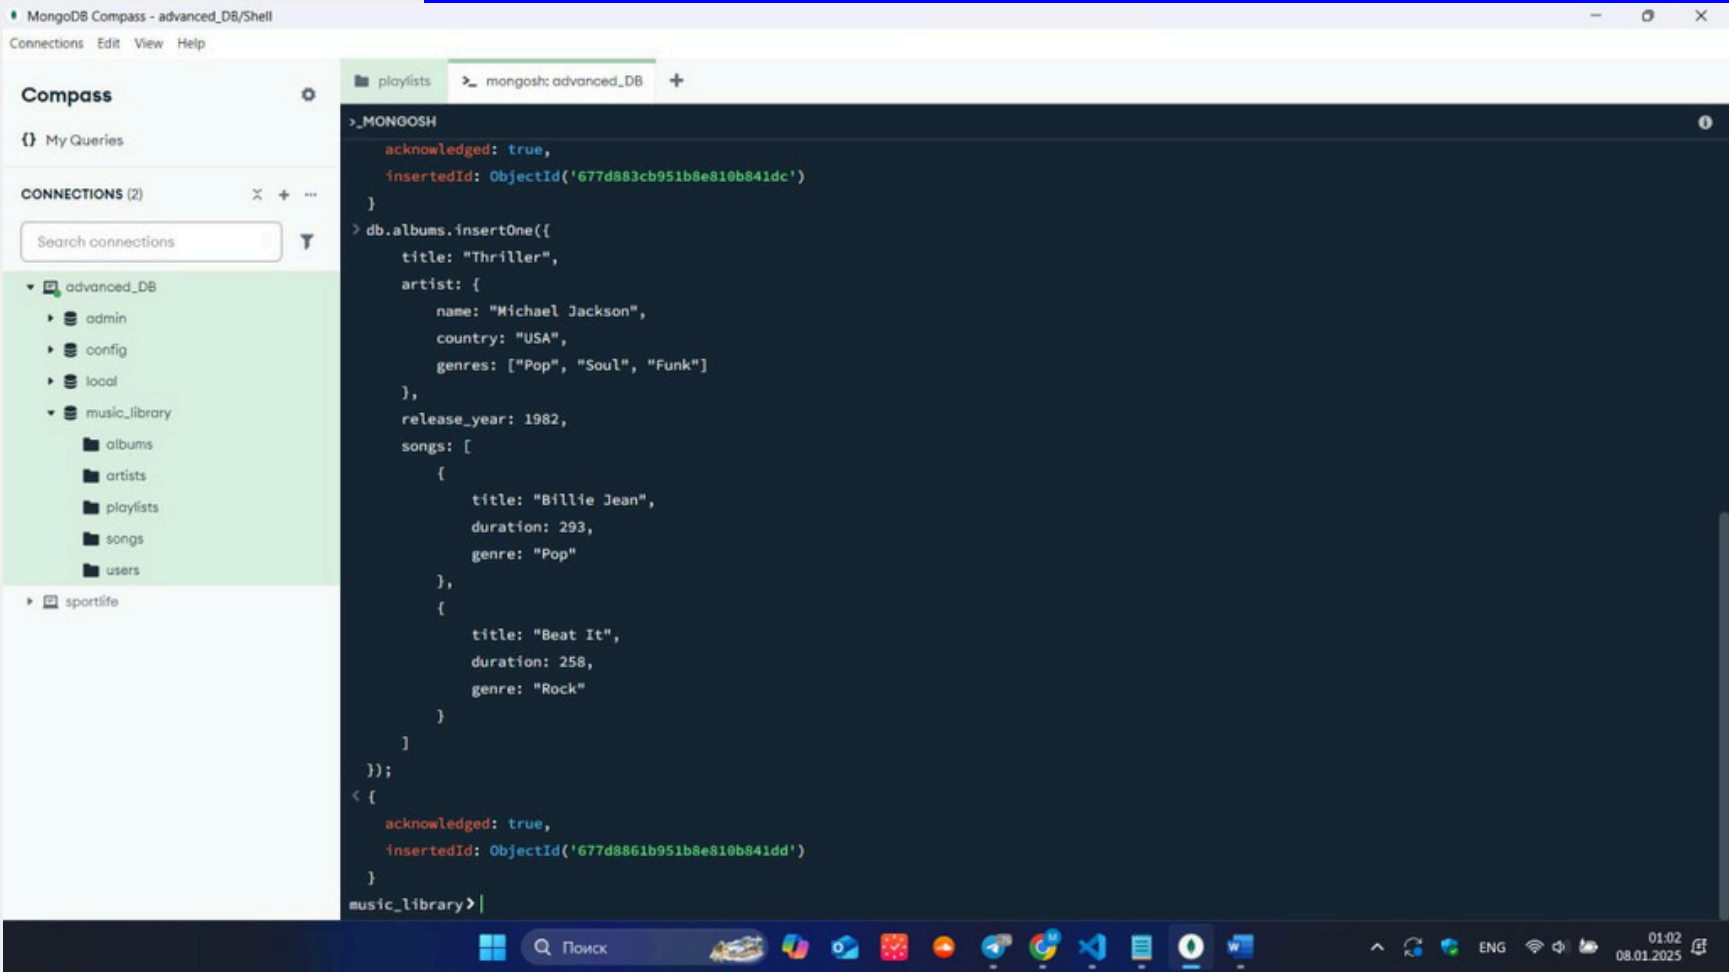 MongoDB Compass - advanced_DB/Shell
Connections Edit View Help
Compass
{} My Queries
CONNECTIONS (2)
Search connections
advanced_DB
admin
config
local
music_library
albums
artists
playlists
songs
users
sportlife
playlists
>_ mongosh: advanced_DB
>_MONGOSH
acknowledged: true,
insertedId: ObjectId('677d883cb951b8e810b841dc')
}
> db.albums.insertOne({
title: "Thriller",
artist: {
name: "Michael Jackson",
country: "USA",
genres: ["Pop", "Soul", "Funk"]
},
release_year: 1982,
songs: [
{
title: "Billie Jean",
duration: 293,
genre: "Pop"
},
{
title: "Beat It",
duration: 258,
genre: "Rock"
}
]
});
< {
acknowledged: true,
insertedId: ObjectId('677d8861b951b8e810b841dd')
}
music_library>
Поиск
ENG
01:02
08.01.2025